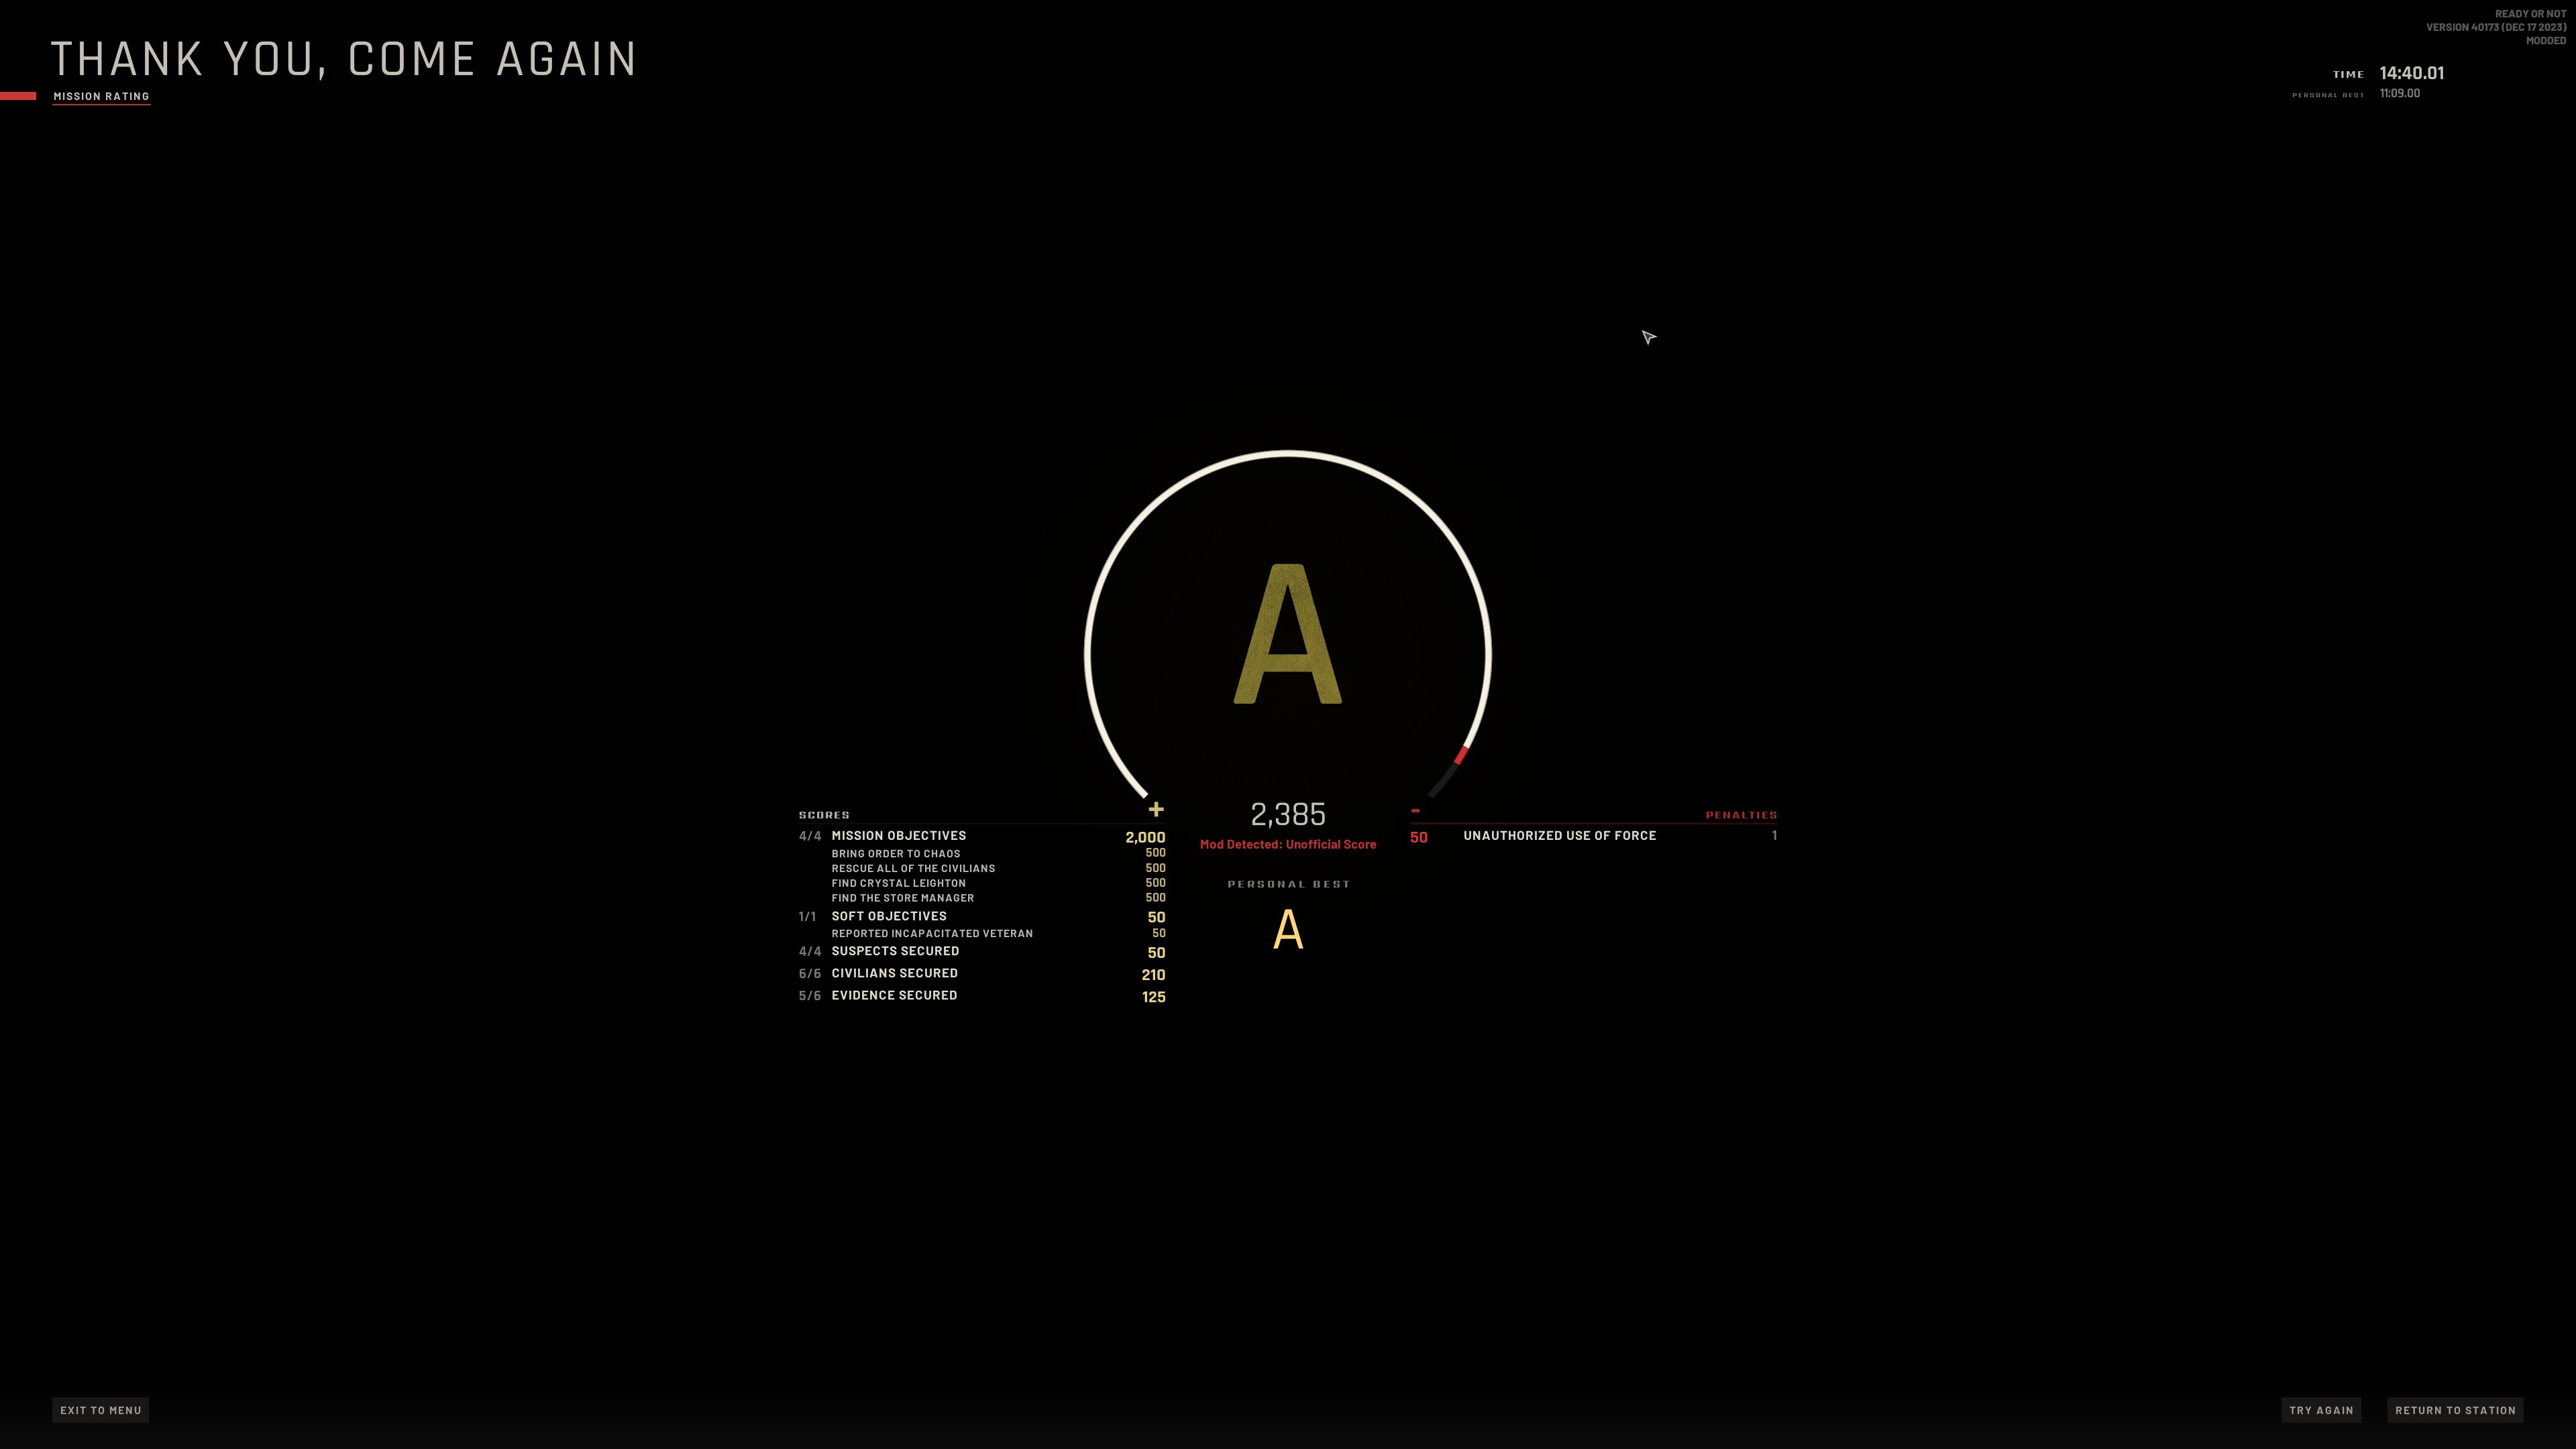 READY OR NOT
VERSION 40173 (DEC 17 2023)
MODDED
THANK YOU, COME AGAIN
MISSION RATING
TIME 14:40.01
PERSONAL BEST 11:09.00
A
SCORES +
4/4 MISSION OBJECTIVES 2,000
BRING ORDER TO CHAOS 500
RESCUE ALL OF THE CIVILIANS 500
FIND CRYSTAL LEIGHTON 500
FIND THE STORE MANAGER 500
1/1 SOFT OBJECTIVES 50
REPORTED INCAPACITATED VETERAN 50
4/4 SUSPECTS SECURED 50
6/6 CIVILIANS SECURED 210
5/6 EVIDENCE SECURED 125
2,385
Mod Detected: Unofficial Score
PERSONAL BEST
A
- PENALTIES
50 UNAUTHORIZED USE OF FORCE 1
EXIT TO MENU
TRY AGAIN
RETURN TO STATION